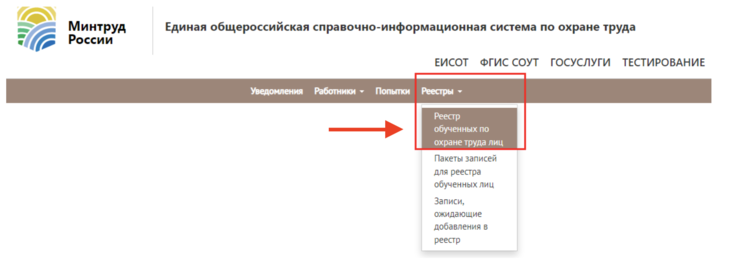 Минтруд
России
Единая общероссийская справочно-информационная система по охране труда
ЕИСОТ ФГИС СОУТ ГОСУСЛУГИ ТЕСТИРОВАНИЕ
Уведомления Работники Попытки Реестры
Реестр
обученных по
охране труда лиц
Пакеты записей
для реестра
обученных лиц
Записи,
ожидающие
добавления в
реестр